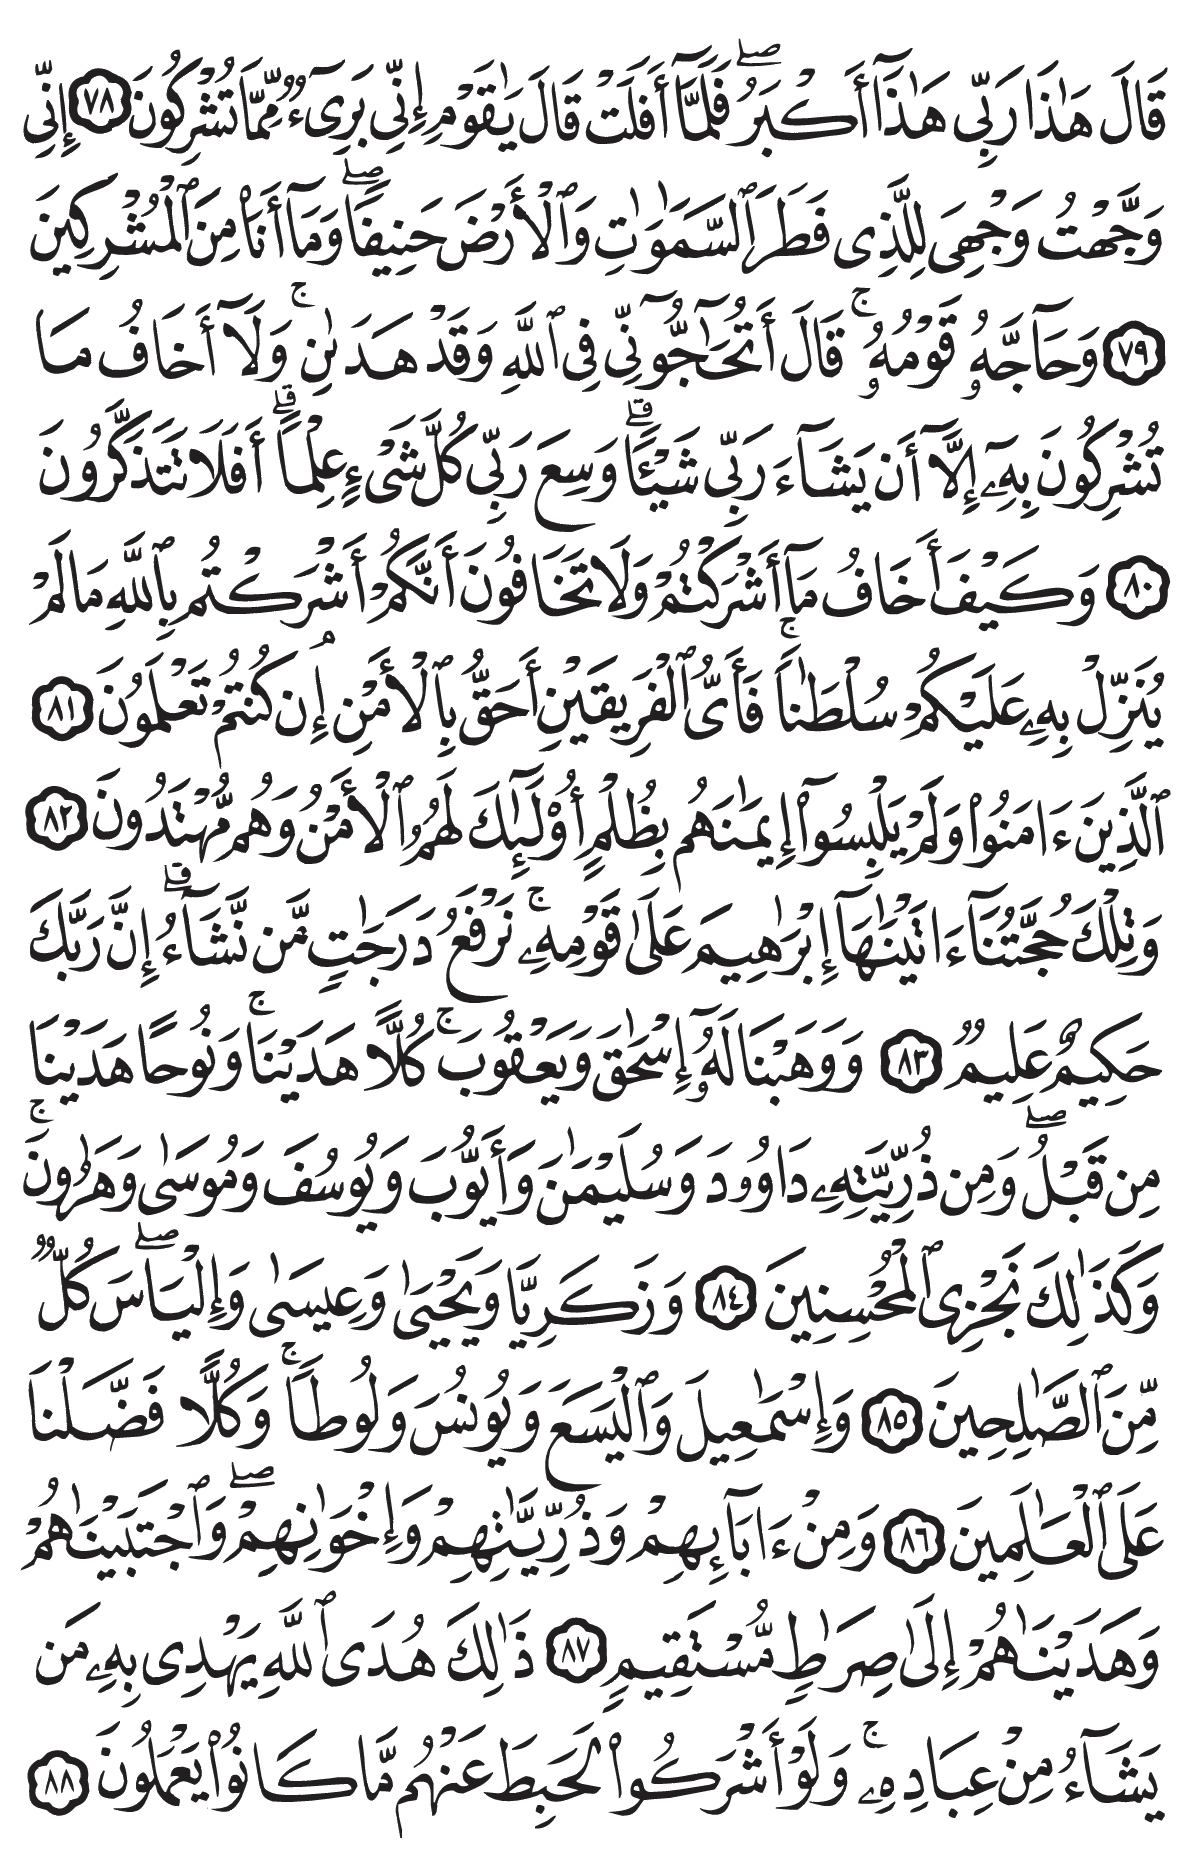 قَالَ هَٰذَا رَبِّى هَٰذَآ أَكْبَرُ ۖ فَلَمَّآ أَفَلَتْ قَالَ يَٰقَوْمِ إِنِّى بَرِىٓءٌ مِّمَّا تُشْرِكُونَ ٧٨ إِنِّى
وَجَّهْتُ وَجْهِىَ لِلَّذِى فَطَرَ ٱلسَّمَٰوَٰتِ وَٱلْأَرْضَ حَنِيفًا ۖ وَمَآ أَنَا۠ مِنَ ٱلْمُشْرِكِينَ
٧٩ وَحَآجَّهُۥ قَوْمُهُۥ ۚ قَالَ أَتُحَٰٓجُّوٓنِّى فِى ٱللَّهِ وَقَدْ هَدَىٰنِ ۚ وَلَآ أَخَافُ مَا
تُشْرِكُونَ بِهِۦٓ إِلَّآ أَن يَشَآءَ رَبِّى شَيْـًٔا ۗ وَسِعَ رَبِّى كُلَّ شَىْءٍ عِلْمًا ۗ أَفَلَا تَتَذَكَّرُونَ
٨٠ وَكَيْفَ أَخَافُ مَآ أَشْرَكْتُمْ وَلَا تَخَافُونَ أَنَّكُمْ أَشْرَكْتُم بِٱللَّهِ مَا لَمْ
يُنَزِّلْ بِهِۦ عَلَيْكُمْ سُلْطَٰنًا ۚ فَأَىُّ ٱلْفَرِيقَيْنِ أَحَقُّ بِٱلْأَمْنِ ۖ إِن كُنتُمْ تَعْلَمُونَ ٨١
ٱلَّذِينَ ءَامَنُوا۟ وَلَمْ يَلْبِسُوٓا۟ إِيمَٰنَهُم بِظُلْمٍ أُو۟لَٰٓئِكَ لَهُمُ ٱلْأَمْنُ وَهُم مُّهْتَدُونَ ٨٢
وَتِلْكَ حُجَّتُنَآ ءَاتَيْنَٰهَآ إِبْرَٰهِيمَ عَلَىٰ قَوْمِهِۦ ۚ نَرْفَعُ دَرَجَٰتٍ مَّن نَّشَآءُ ۗ إِنَّ رَبَّكَ
حَكِيمٌ عَلِيمٌ ٨٣ وَوَهَبْنَا لَهُۥٓ إِسْحَٰقَ وَيَعْقُوبَ ۚ كُلًّا هَدَيْنَا ۚ وَنُوحًا هَدَيْنَا
مِن قَبْلُ ۖ وَمِن ذُرِّيَّتِهِۦ دَاوُۥدَ وَسُلَيْمَٰنَ وَأَيُّوبَ وَيُوسُفَ وَمُوسَىٰ وَهَٰرُونَ ۚ
وَكَذَٰلِكَ نَجْزِى ٱلْمُحْسِنِينَ ٨٤ وَزَكَرِيَّا وَيَحْيَىٰ وَعِيسَىٰ وَإِلْيَاسَ ۖ كُلٌّ
مِّنَ ٱلصَّٰلِحِينَ ٨٥ وَإِسْمَٰعِيلَ وَٱلْيَسَعَ وَيُونُسَ وَلُوطًا ۚ وَكُلًّا فَضَّلْنَا
عَلَى ٱلْعَٰلَمِينَ ٨٦ وَمِنْ ءَابَآئِهِمْ وَذُرِّيَّٰتِهِمْ وَإِخْوَٰنِهِمْ ۖ وَٱجْتَبَيْنَٰهُمْ
وَهَدَيْنَٰهُمْ إِلَىٰ صِرَٰطٍ مُّسْتَقِيمٍ ٨٧ ذَٰلِكَ هُدَى ٱللَّهِ يَهْدِى بِهِۦ مَن
يَشَآءُ مِنْ عِبَادِهِۦ ۚ وَلَوْ أَشْرَكُوا۟ لَحَبِطَ عَنْهُم مَّا كَانُوا۟ يَعْمَلُونَ ٨٨